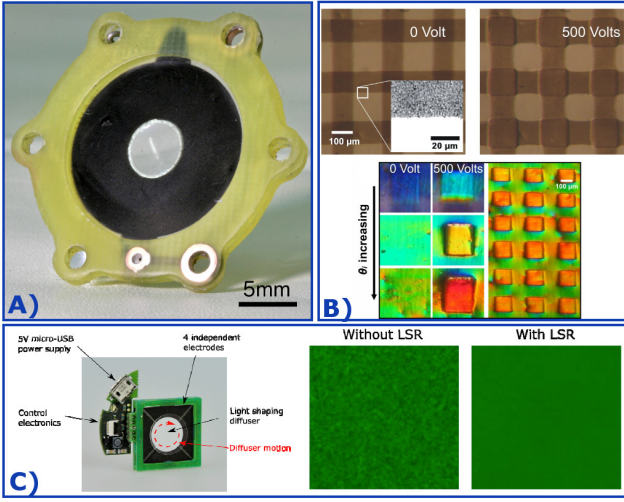 A)
5mm
B)
0 Volt
500 Volts
100 µm
20 µm
0 Volt
500 Volts
θi increasing
100 µm
C)
5V micro-USB
power supply
4 independent
electrodes
Control
electronics
Light shaping
diffuser
Diffuser motion
Without LSR
With LSR